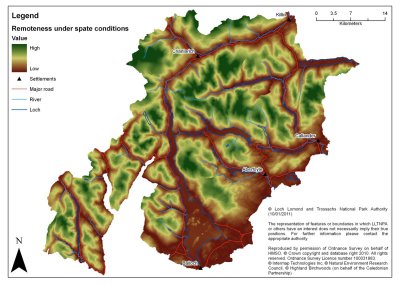 Legend
Remoteness under spate conditions
Value
High
Low
Settlements
Major road
River
Loch
Killin
0 3.5 7 14
Kilometers
Crianlarich
Callander
Aberfoyle
Balloch
N
© Loch Lomond and Trossachs National Park Authority
(10/01/2011)
The representation of features or boundaries in which LLTNPA
or others have an interest does not necessarily imply their true
positions. For further information please contact the
appropriate authority.
Reproduced by permission of Ordnance Survey on behalf of
HMSO. © Crown copyright and database right 2010. All rights
reserved. Ordnance Survey Licence number 100031883.
© Intermap Technologies Inc. © Natural Environment Research
Council. © Highland Birchwoods (on behalf of the Caledonian
Partnership)